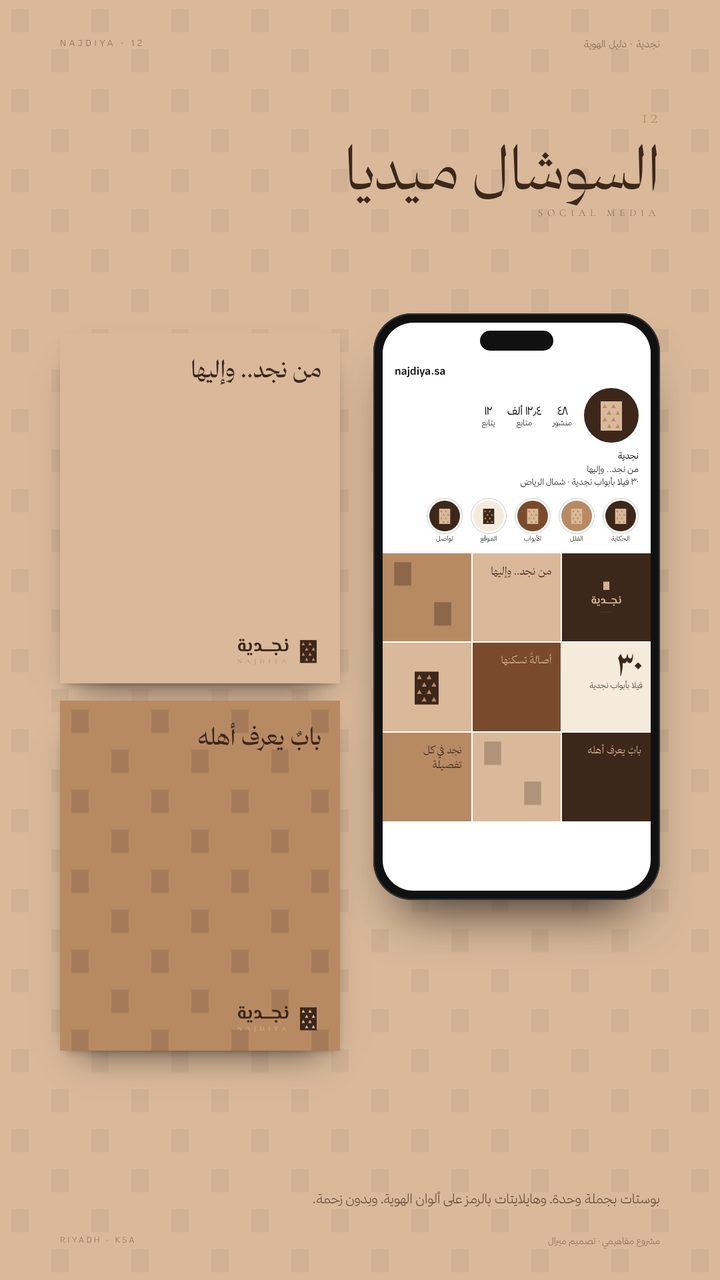 نجدية · دليل الهوية
NAJDIYA · 12
12
السوشال ميديا
SOCIAL MEDIA
najdiya.sa
٤٨ ١٢٫٤ ألف ١٢
منشور متابع يتابع
نجدية
من نجد.. وإليها
٣٠ فيلا بأبواب نجدية · شمال الرياض
الحكاية الفلل الأبواب الموقع تواصل
نجـدية
من نجد.. وإليها
٣٠
فيلا بأبواب نجدية
أصالةٌ تسكنها
بابٌ يعرف أهله
نجد في كل
تفصيلة
من نجد.. وإليها
نجـدية
NAJDIYA
بابٌ يعرف أهله
نجـدية
NAJDIYA
بوستات بجملة وحدة. وهايلايتات بالرمز على ألوان الهوية. وبدون زحمة.
مشروع مفاهيمي · تصميم ميرال
RIYADH · KSA